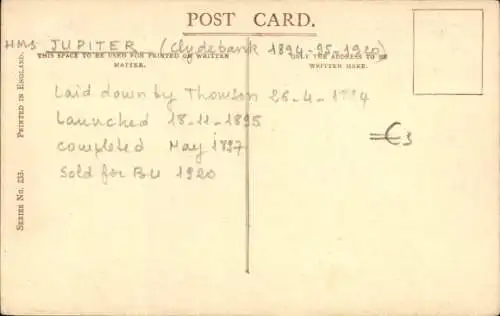 POST CARD.
HMS JUPITER (Clydebank 1894-95-1920)
THIS SPACE TO BE USED FOR PRINTED OR WRITTEN
MATTER.
ONLY THE ADDRESS TO BE
WRITTEN HERE.
Laid down by Thomson 26-4-1894
Launched 18-11-1895
Completed May 1897
Sold for BU 1920
€3
SERIES No. 233. PRINTED IN ENGLAND.